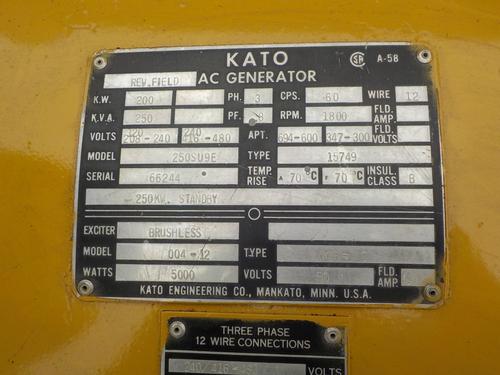 KATO
SA A-58
REV. FIELD AC GENERATOR
K.W. 200 PH. 3 CPS. 60 WIRE 12
K.V.A. 250 PF. .8 RPM. 1800 FLD. AMP.
VOLTS 120 208-240 240 416-480 APT. 694-600 347-300 FLD. VOLTS
MODEL 250SU9E TYPE 15749
SERIAL 66244 TEMP. RISE A 70 °C F 70 °C INSUL. CLASS B
250KW. STANDBY
EXCITER BRUSHLESS
MODEL 004-12 TYPE
WATTS 5000 VOLTS FLD. AMP
KATO ENGINEERING CO., MANKATO, MINN. U.S.A.
THREE PHASE
12 WIRE CONNECTIONS
VOLTS